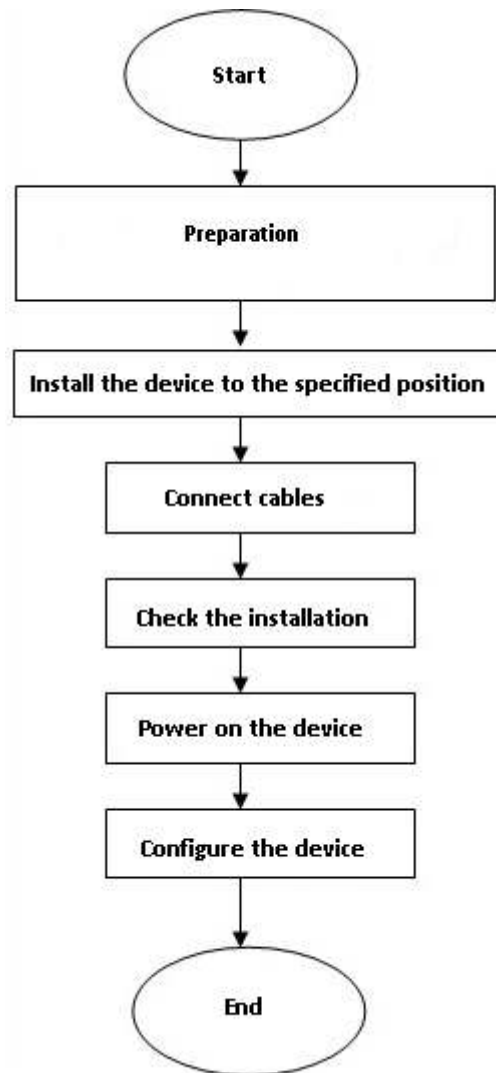 Start
Preparation
Install the device to the specified position
Connect cables
Check the installation
Power on the device
Configure the device
End